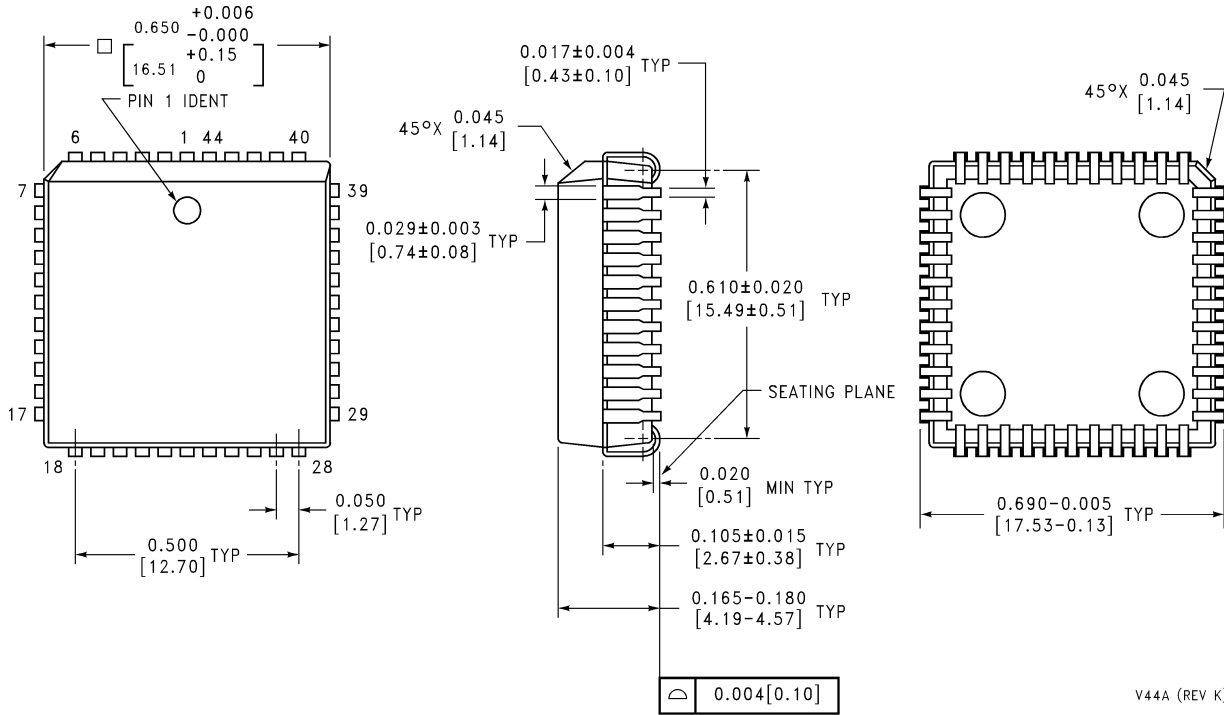 0.650 +0.006
-0.000
[16.51 +0.15
0]
PIN 1 IDENT
6 1 44 40
7 39
17 29
18 28
0.050
[1.27] TYP
0.500
[12.70] TYP
0.017±0.004
[0.43±0.10] TYP
45°X 0.045
[1.14]
0.029±0.003
[0.74±0.08] TYP
0.610±0.020
[15.49±0.51] TYP
SEATING PLANE
0.020
[0.51] MIN TYP
0.105±0.015
[2.67±0.38] TYP
0.165-0.180
[4.19-4.57] TYP
0.004[0.10]
45°X 0.045
[1.14]
0.690-0.005
[17.53-0.13] TYP
V44A (REV K)